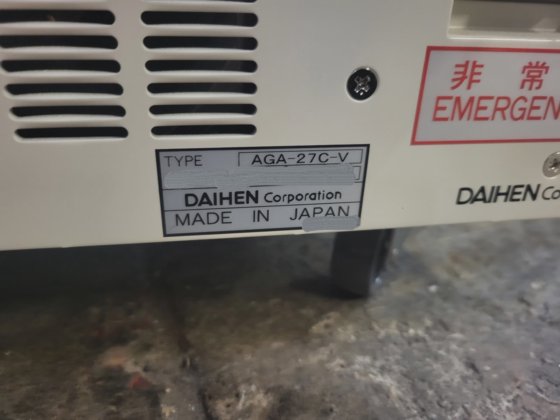 TYPE AGA-27C-V
DAIHEN Corporation
MADE IN JAPAN
非常
EMERGEN
DAIHEN Co